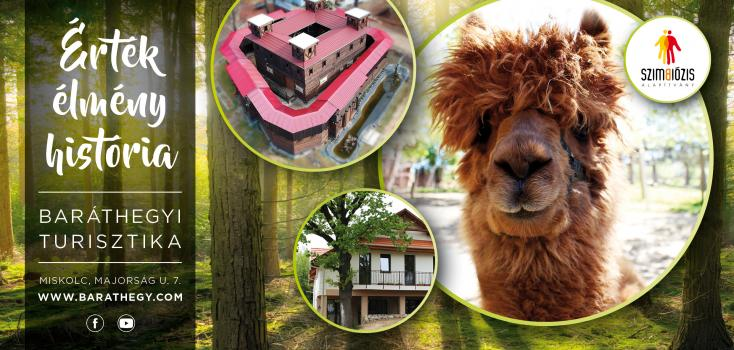 Érték
élmény
história
BARÁTHEGYI
TURISZTIKA
MISKOLC, MAJORSÁG U. 7.
WWW.BARATHEGY.COM
SZIMBIÓZIS
ALAPÍTVÁNY